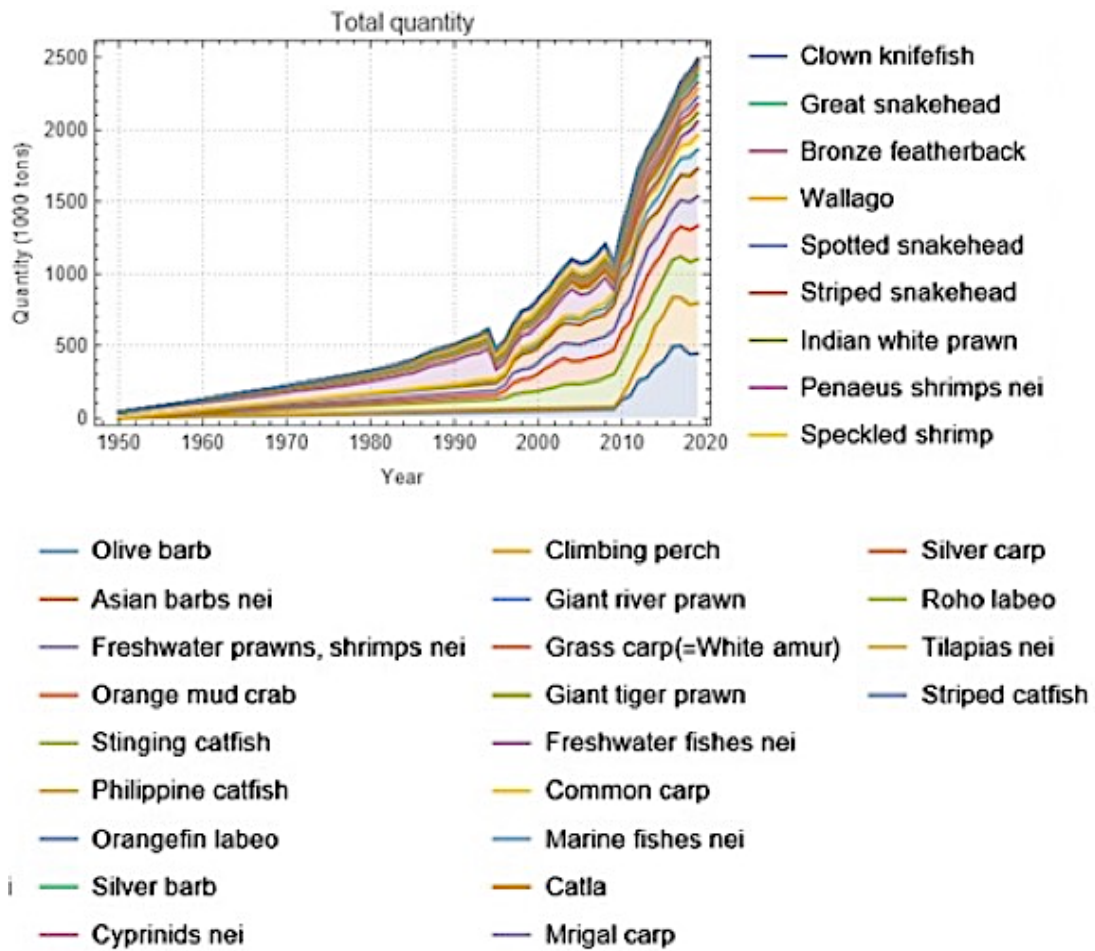 Total quantity
2500
2000
1500
1000
500
0
Quantity (1000 tons)
1950 1960 1970 1980 1990 2000 2010 2020
Year
Clown knifefish
Great snakehead
Bronze featherback
Wallago
Spotted snakehead
Striped snakehead
Indian white prawn
Penaeus shrimps nei
Speckled shrimp
Olive barb
Asian barbs nei
Freshwater prawns, shrimps nei
Orange mud crab
Stinging catfish
Philippine catfish
Orangefin labeo
Silver barb
Cyprinids nei
Climbing perch
Giant river prawn
Grass carp(=White amur)
Giant tiger prawn
Freshwater fishes nei
Common carp
Marine fishes nei
Catla
Mrigal carp
Silver carp
Roho labeo
Tilapias nei
Striped catfish